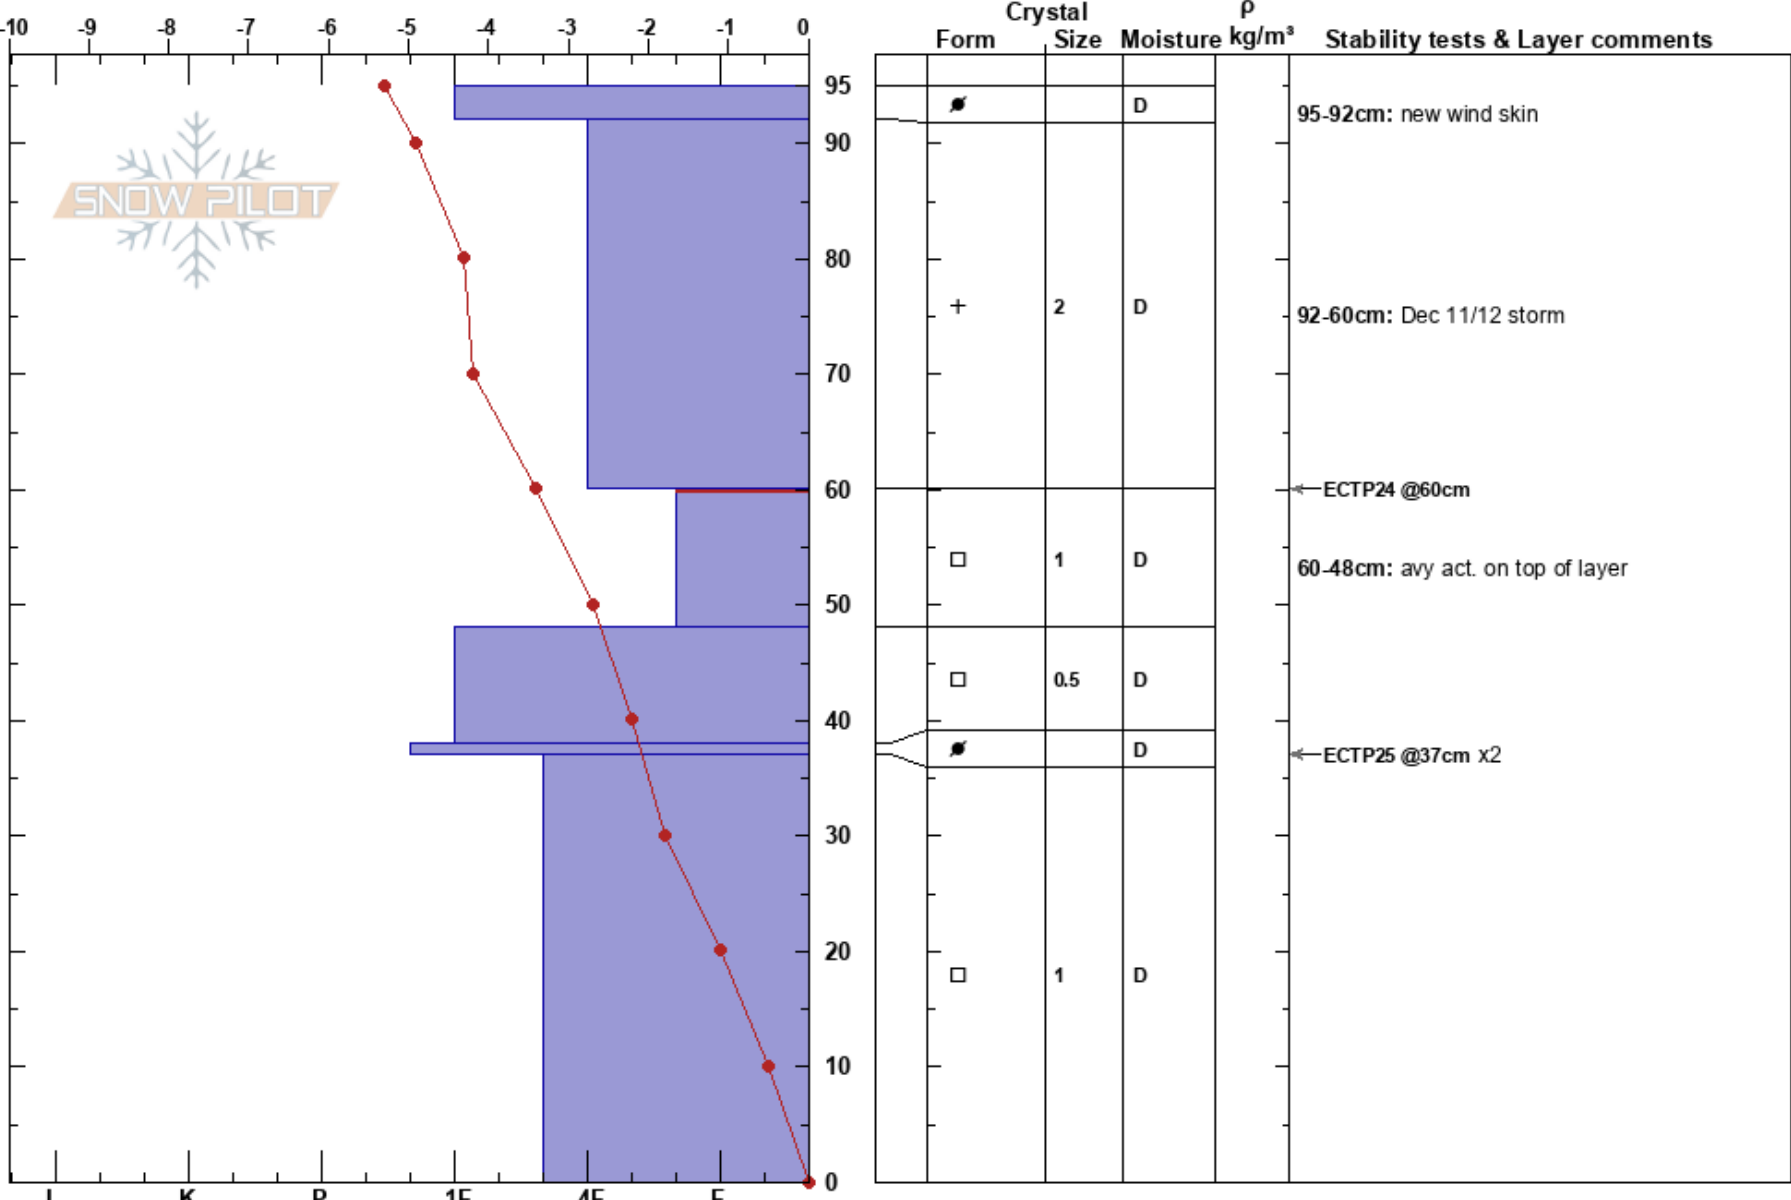 Crystal ρ
-10 -9 -8 -7 -6 -5 -4 -3 -2 -1 0 Form Size Moisture kg/m³ Stability tests & Layer comments
95
D
95-92cm: new wind skin
90
SNOW PILOT
80
+ 2 D
92-60cm: Dec 11/12 storm
70
60 ECTP24 @60cm
1 D
60-48cm: avy act. on top of layer
50
0.5 D
40
D
ECTP25 @37cm x2
30
20
1 D
10
0
I K P 1F 4F F